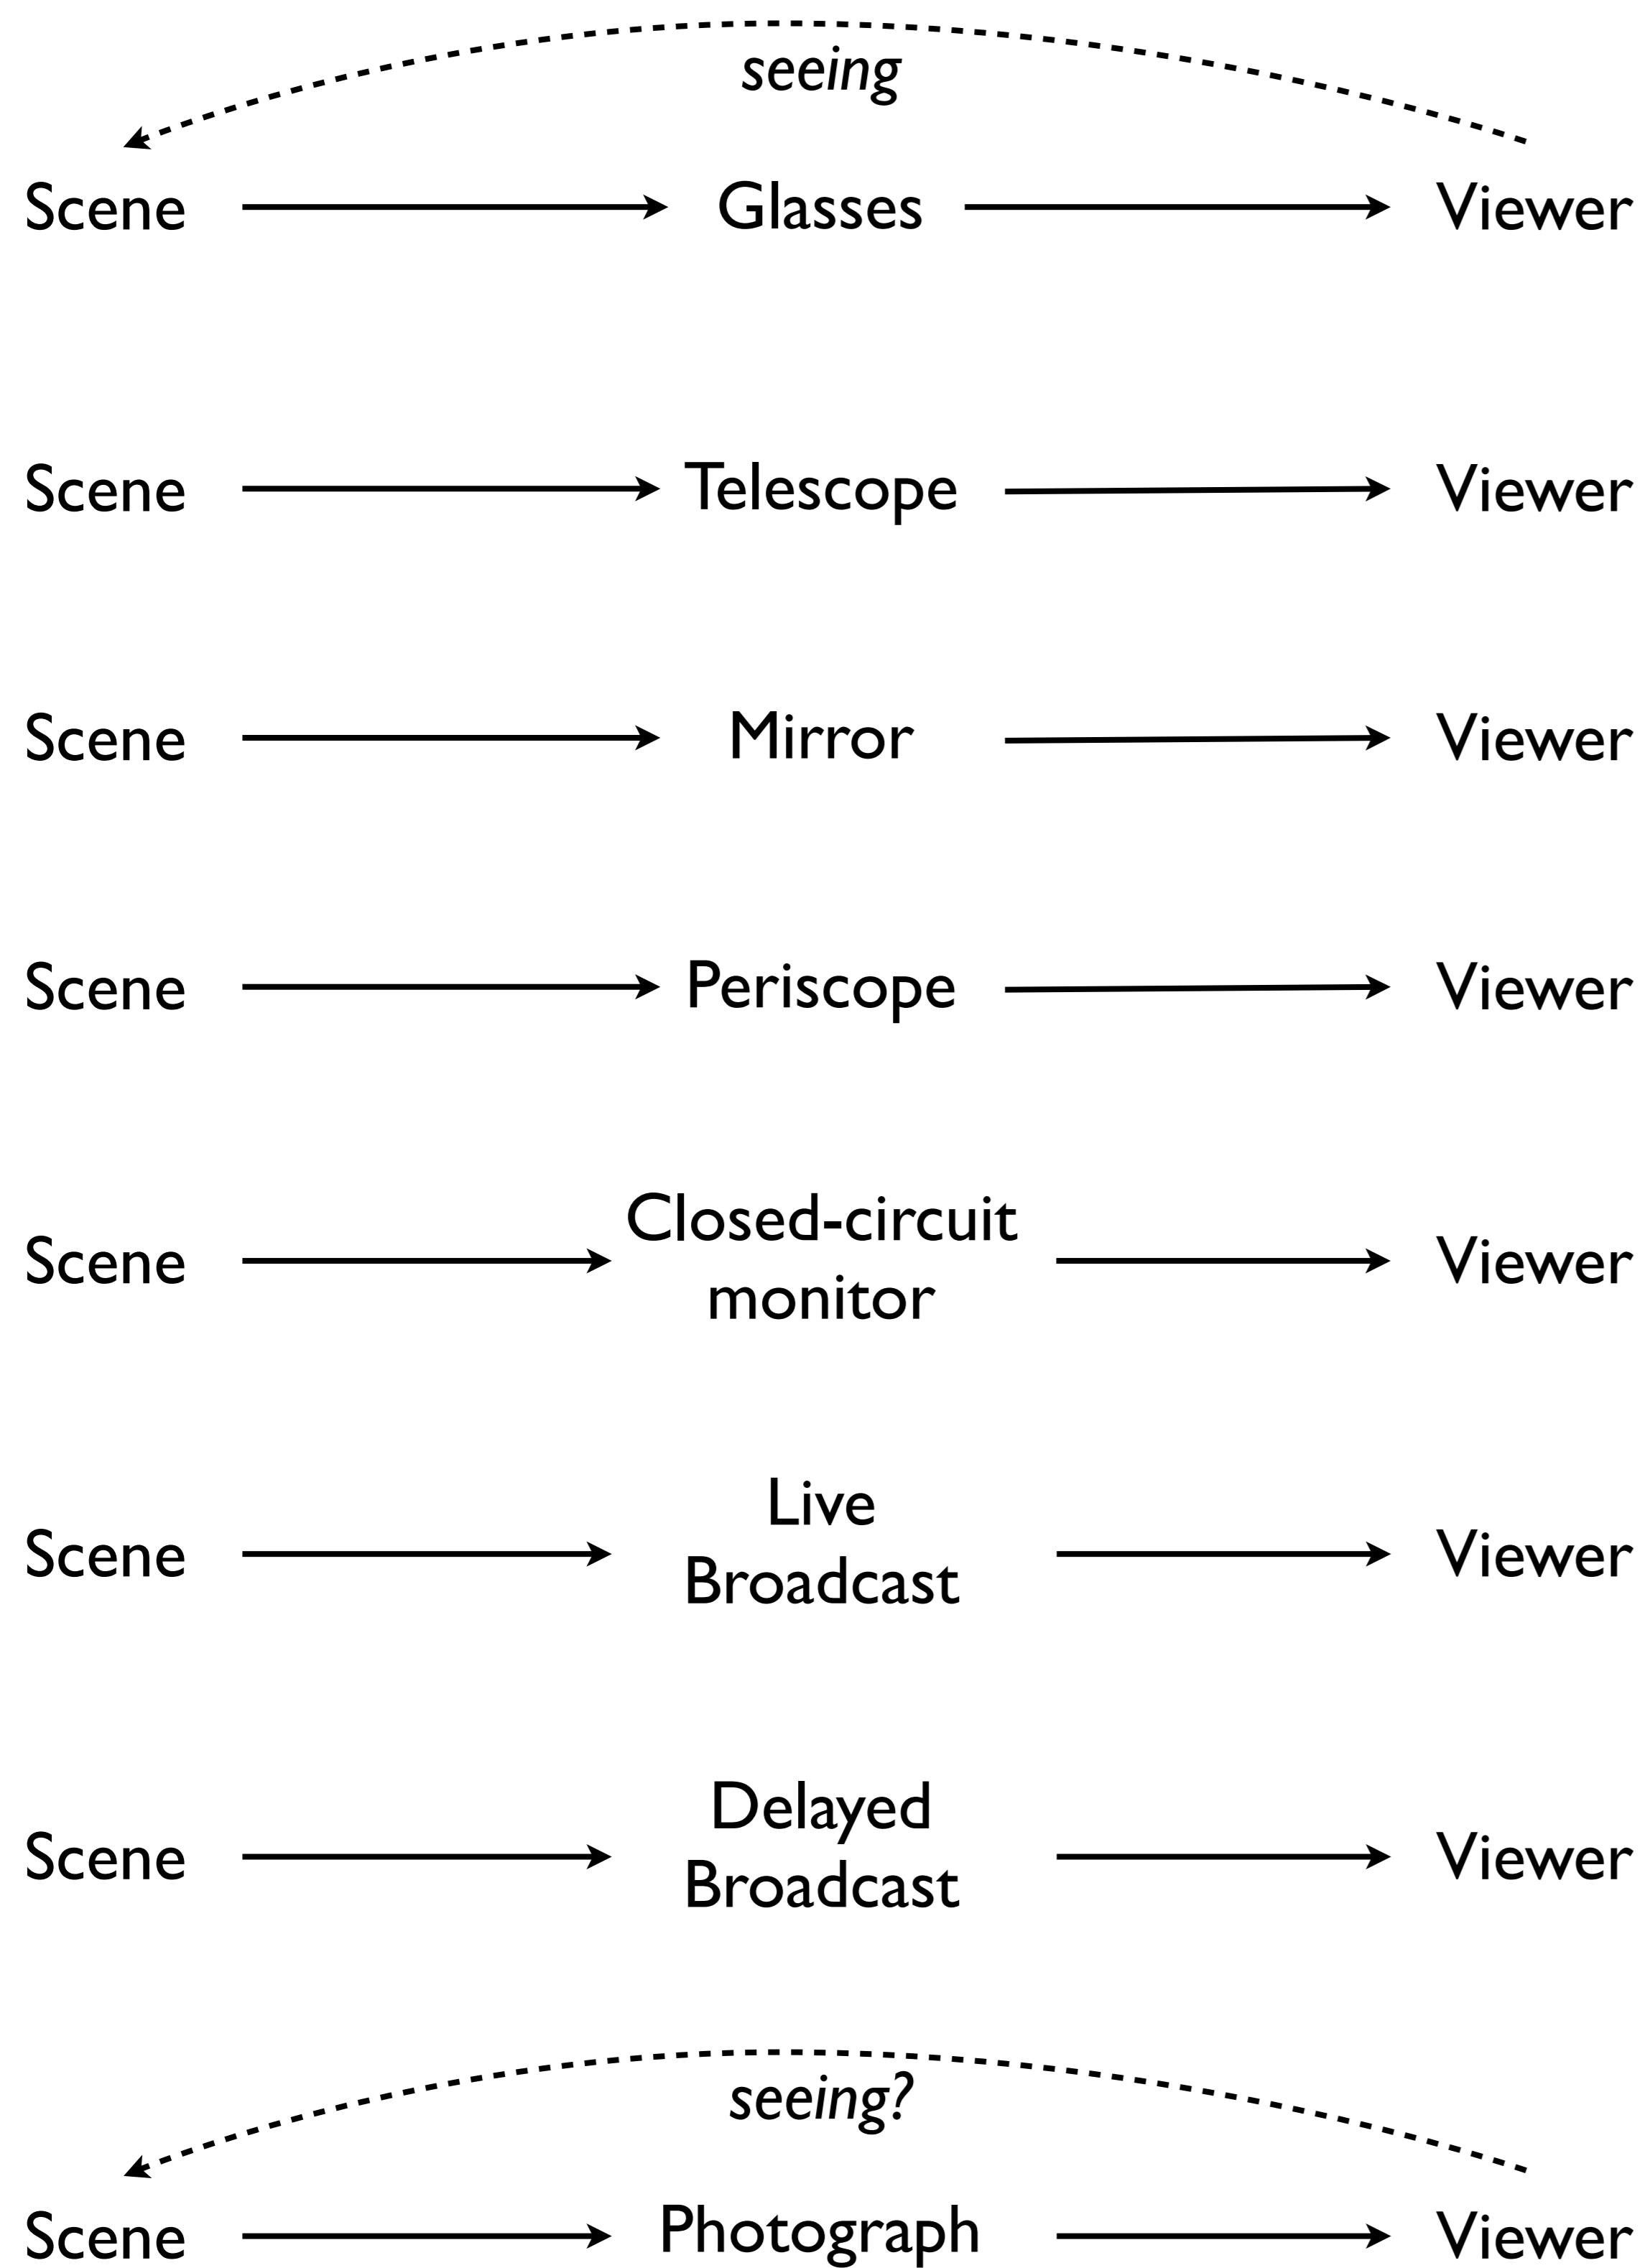 seeing
Scene Glasses Viewer
Scene Telescope Viewer
Scene Mirror Viewer
Scene Periscope Viewer
Closed-circuit
Scene Viewer
monitor
Live
Scene Viewer
Broadcast
Delayed
Scene Viewer
Broadcast
seeing?
Scene Photograph Viewer